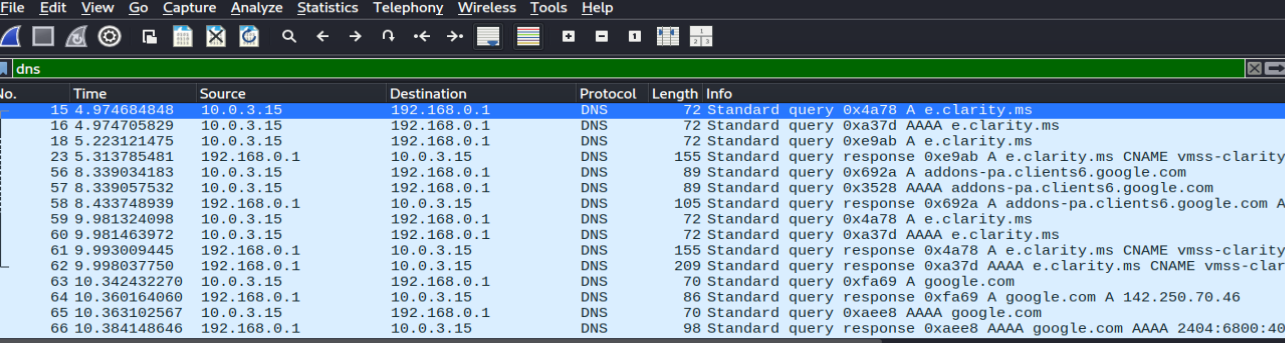 File Edit View Go Capture Analyze Statistics Telephony Wireless Tools Help
dns
No. Time Source Destination Protocol Length Info
15 4.974684848 10.0.3.15 192.168.0.1 DNS 72 Standard query 0x4a78 A e.clarity.ms
16 4.974705829 10.0.3.15 192.168.0.1 DNS 72 Standard query 0xa37d AAAA e.clarity.ms
18 5.223121475 10.0.3.15 192.168.0.1 DNS 72 Standard query 0xe9ab A e.clarity.ms
23 5.313785481 192.168.0.1 10.0.3.15 DNS 155 Standard query response 0xe9ab A e.clarity.ms CNAME vmss-clarity
56 8.339034183 10.0.3.15 192.168.0.1 DNS 89 Standard query 0x692a A addons-pa.clients6.google.com
57 8.339057532 10.0.3.15 192.168.0.1 DNS 89 Standard query 0x3528 AAAA addons-pa.clients6.google.com
58 8.433748939 192.168.0.1 10.0.3.15 DNS 105 Standard query response 0x692a A addons-pa.clients6.google.com A
59 9.981324098 10.0.3.15 192.168.0.1 DNS 72 Standard query 0x4a78 A e.clarity.ms
60 9.981463972 10.0.3.15 192.168.0.1 DNS 72 Standard query 0xa37d AAAA e.clarity.ms
61 9.993009445 192.168.0.1 10.0.3.15 DNS 155 Standard query response 0x4a78 A e.clarity.ms CNAME vmss-clarity
62 9.998037750 192.168.0.1 10.0.3.15 DNS 209 Standard query response 0xa37d AAAA e.clarity.ms CNAME vmss-clar
63 10.342432270 10.0.3.15 192.168.0.1 DNS 70 Standard query 0xfa69 A google.com
64 10.360164060 192.168.0.1 10.0.3.15 DNS 86 Standard query response 0xfa69 A google.com A 142.250.70.46
65 10.363102567 10.0.3.15 192.168.0.1 DNS 70 Standard query 0xaee8 AAAA google.com
66 10.384148646 192.168.0.1 10.0.3.15 DNS 98 Standard query response 0xaee8 AAAA google.com AAAA 2404:6800:40